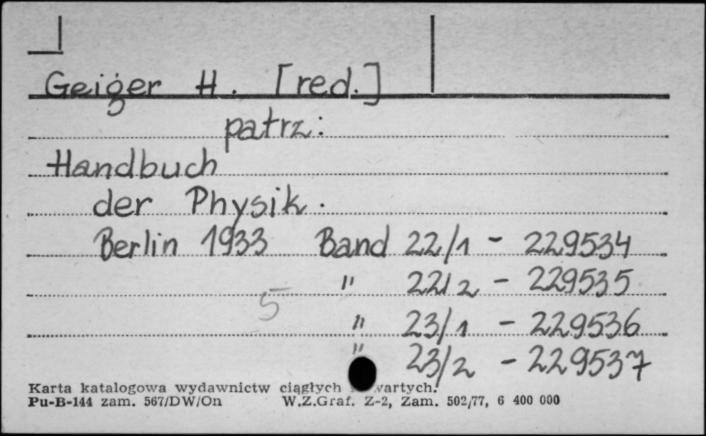 Geiger H. [red.]
patrz:
Handbuch
der Physik.
Berlin 1933 Band 22/1 - 229534
" 22/2 - 229535
5
" 23/1 - 229536
" 23/2 - 229537
Karta katalogowa wydawnictw ciągłych
Pu-B-144 zam. 567/DW/On W.Z.Graf. Z-2, Zam. 502/77, 6 400 000